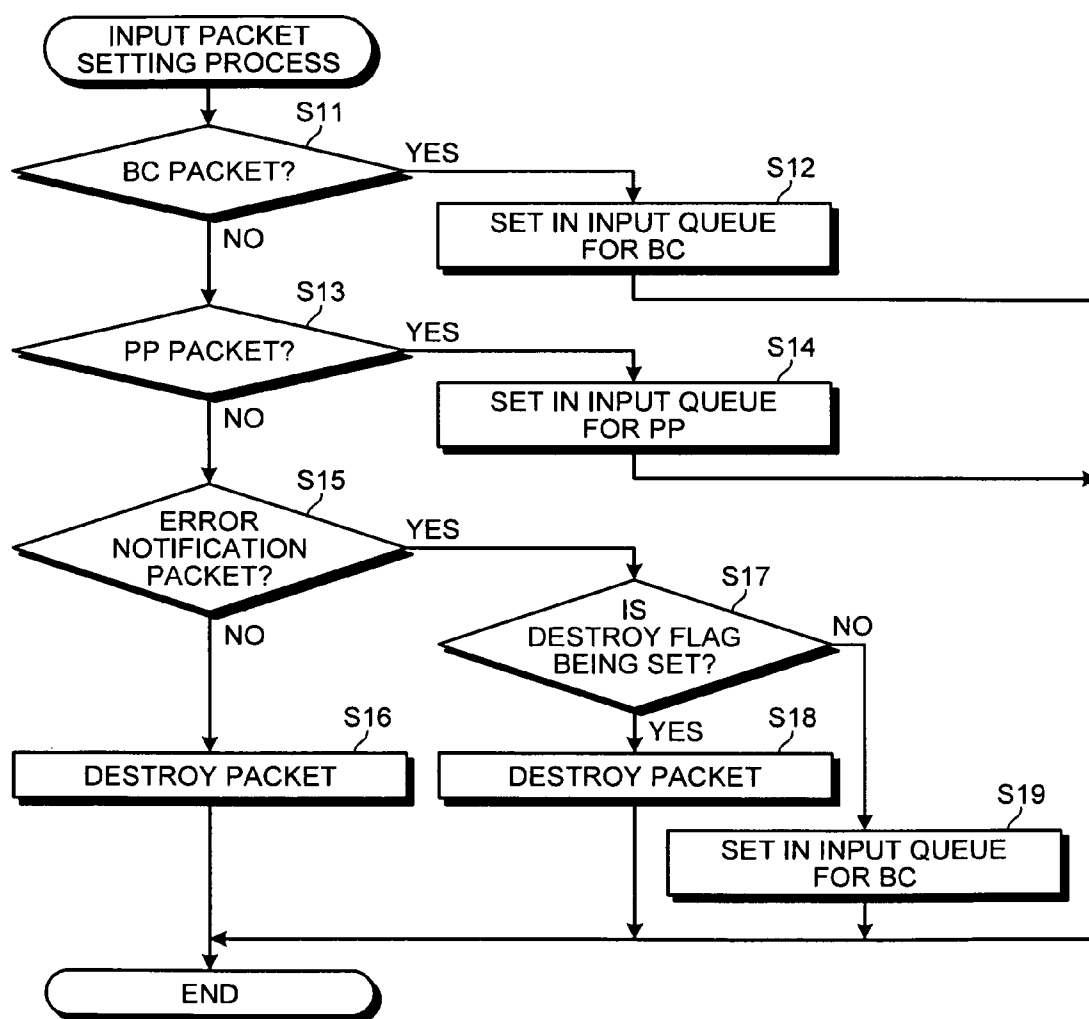 INPUT PACKET
SETTING PROCESS
S11
BC PACKET?
YES
NO
S12
SET IN INPUT QUEUE
FOR BC
S13
PP PACKET?
YES
NO
S14
SET IN INPUT QUEUE
FOR PP
S15
ERROR
NOTIFICATION
PACKET?
YES
NO
S17
IS
DESTROY FLAG
BEING SET?
NO
YES
S16
DESTROY PACKET
S18
DESTROY PACKET
S19
SET IN INPUT QUEUE
FOR BC
END